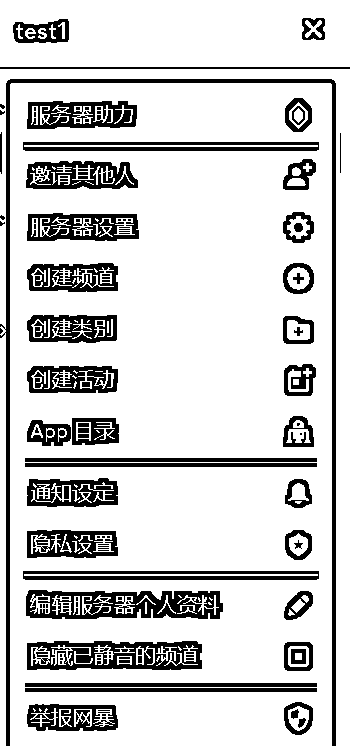 test1
服务器助力
邀请其他人
服务器设置
创建频道
创建类别
创建活动
App 目录
通知设定
隐私设置
编辑服务器个人资料
隐藏已静音的频道
举报网暴